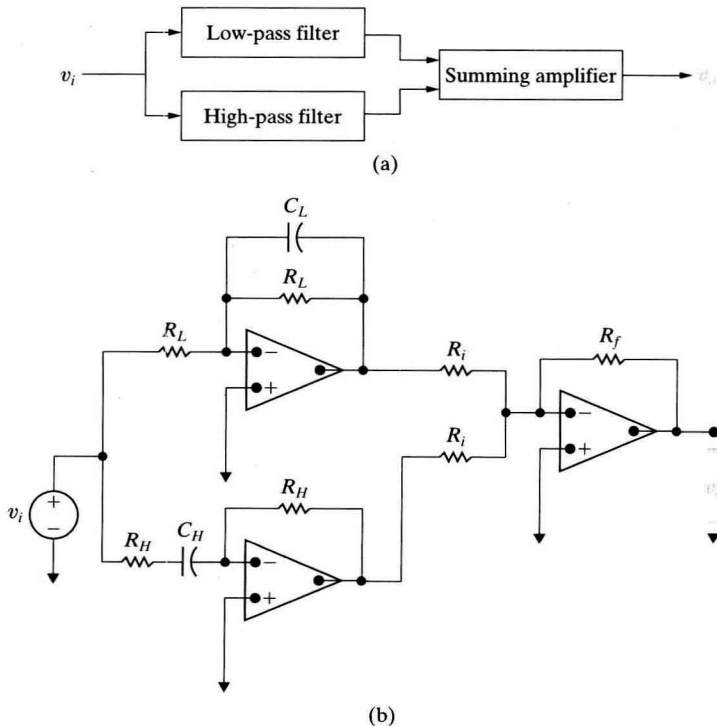 Low-pass filter
v_i
Summing amplifier
High-pass filter
(a)
C_L
R_L
R_L
−
+
R_i
R_f
−
+
R_i
v_i
+
−
R_H
R_H
C_H
−
+
(b)